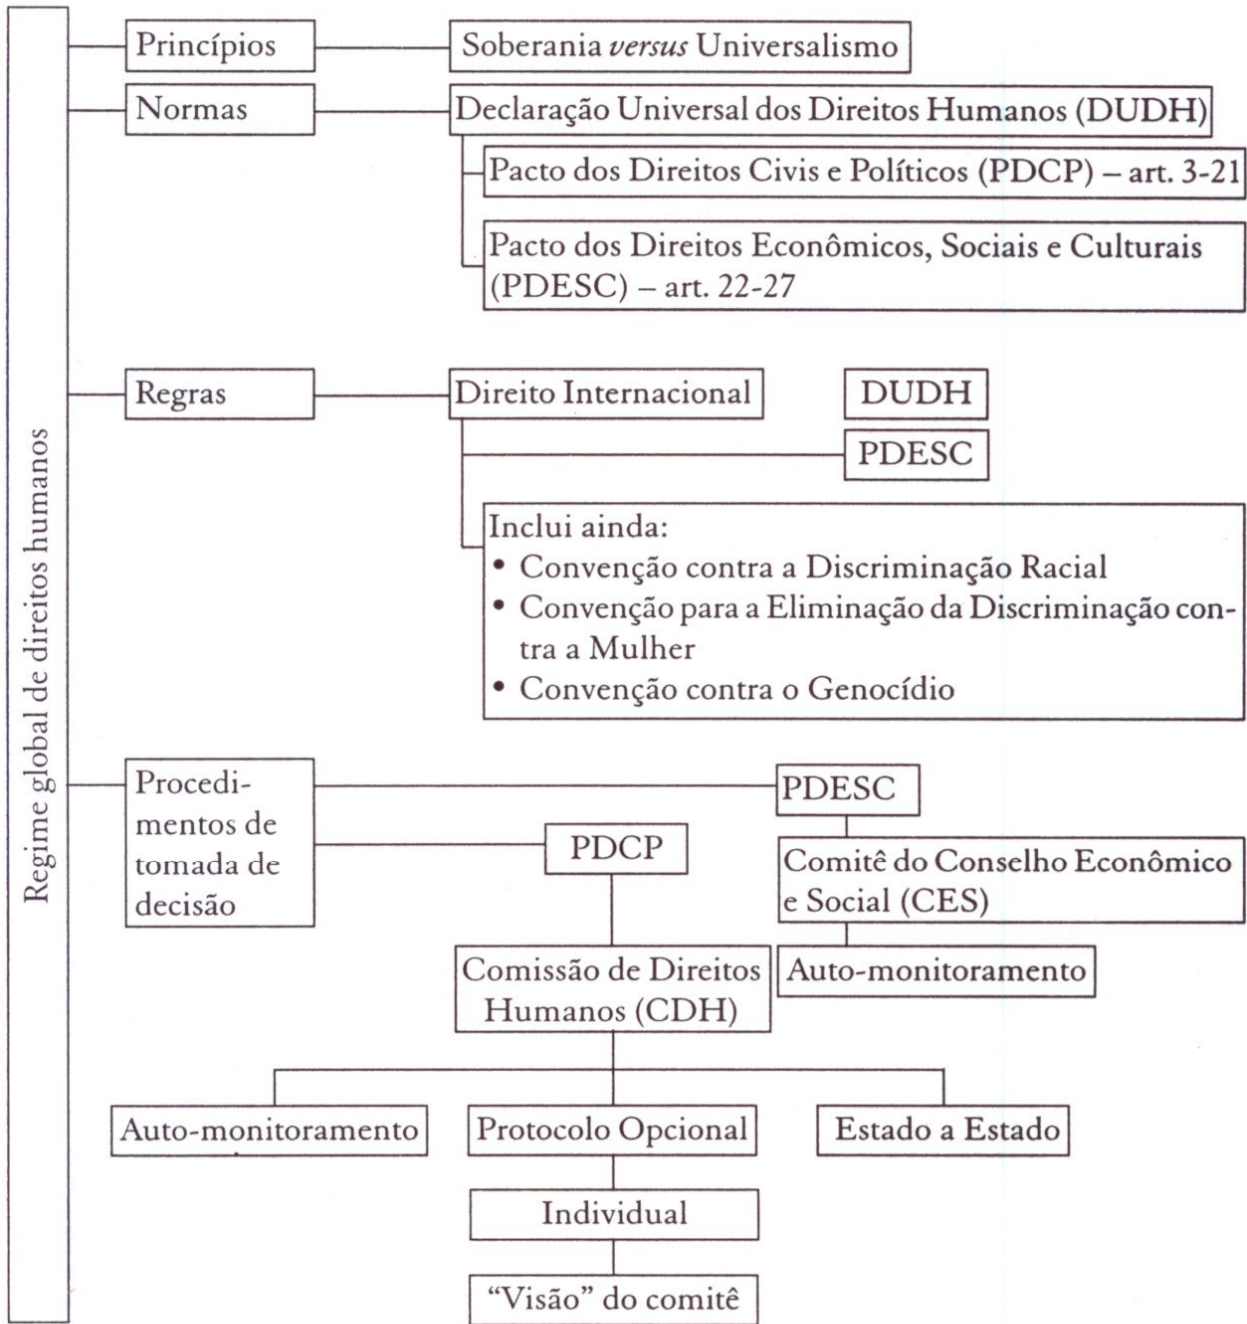 Regime global de direitos humanos
Princípios
Soberania versus Universalismo
Normas
Declaração Universal dos Direitos Humanos (DUDH)
Pacto dos Direitos Civis e Políticos (PDCP) – art. 3-21
Pacto dos Direitos Econômicos, Sociais e Culturais
(PDESC) – art. 22-27
Regras
Direito Internacional
DUDH
PDESC
Inclui ainda:
• Convenção contra a Discriminação Racial
• Convenção para a Eliminação da Discriminação con-
tra a Mulher
• Convenção contra o Genocídio
Procedi-
mentos de
tomada de
decisão
PDESC
PDCP
Comitê do Conselho Econômico
e Social (CES)
Auto-monitoramento
Comissão de Direitos
Humanos (CDH)
Auto-monitoramento
Protocolo Opcional
Estado a Estado
Individual
“Visão” do comitê